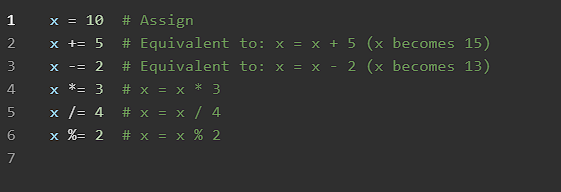 1 x = 10 # Assign
2 x += 5 # Equivalent to: x = x + 5 (x becomes 15)
3 x -= 2 # Equivalent to: x = x - 2 (x becomes 13)
4 x *= 3 # x = x * 3
5 x /= 4 # x = x / 4
6 x %= 2 # x = x % 2
7